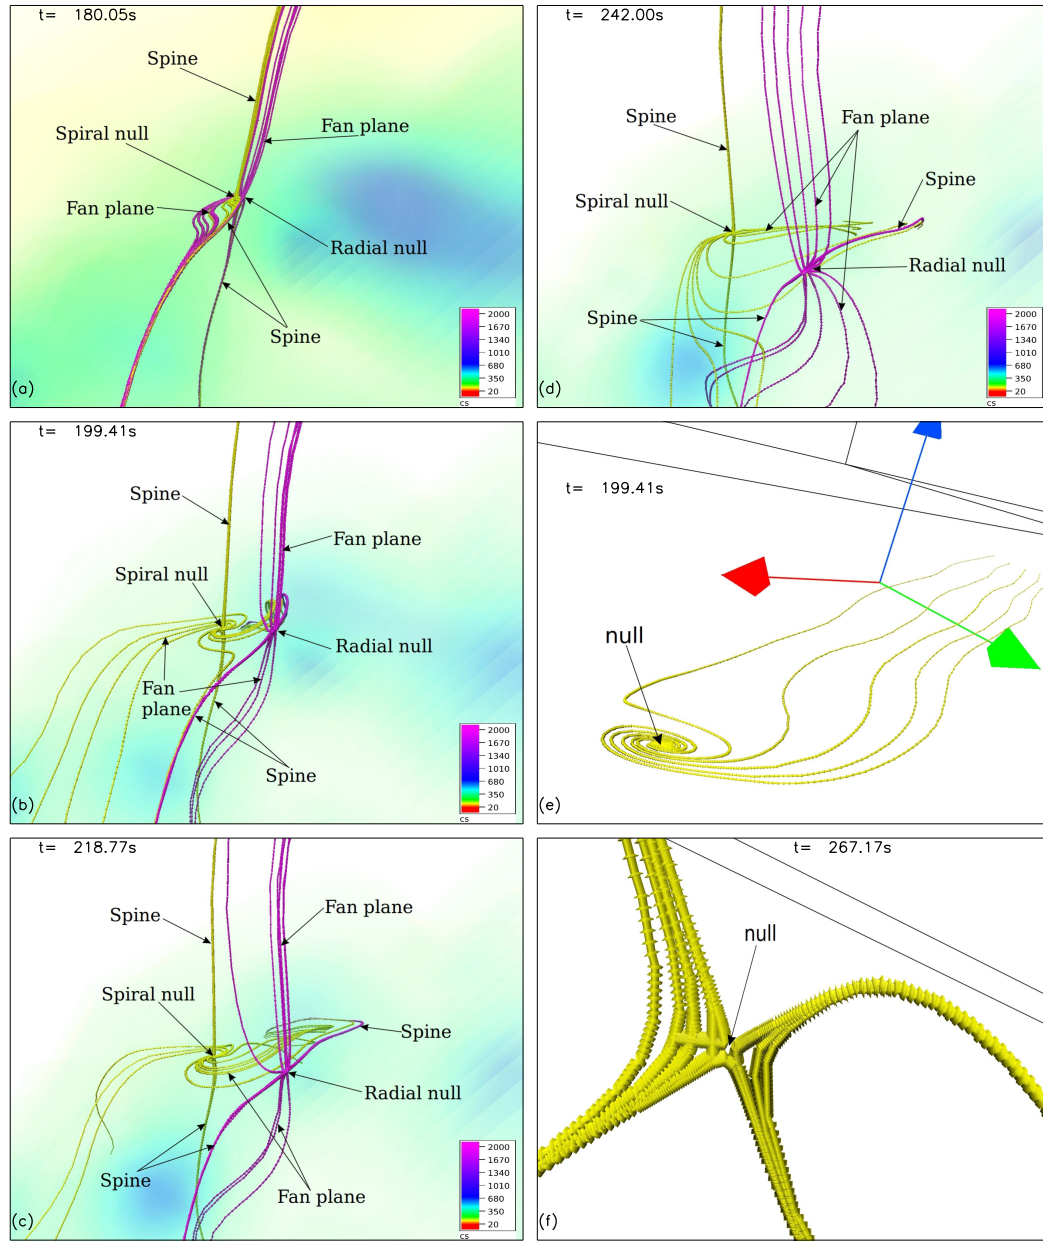 t= 180.05s
Spine
Spiral null
Fan plane
Fan plane
Radial null
Spine
2000
1670
1340
1010
680
350
20
cs
(a)
t= 199.41s
Spine
Fan plane
Spiral null
Radial null
Fan
plane
Spine
2000
1670
1340
1010
680
350
20
cs
(b)
t= 218.77s
Spine
Fan plane
Spiral null
Spine
Radial null
Spine
Fan plane
2000
1670
1340
1010
680
350
20
cs
(c)
t= 242.00s
Spine
Fan plane
Spine
Spiral null
Radial null
Spine
2000
1670
1340
1010
680
350
20
cs
(d)
t= 199.41s
null
(e)
t= 267.17s
null
(f)